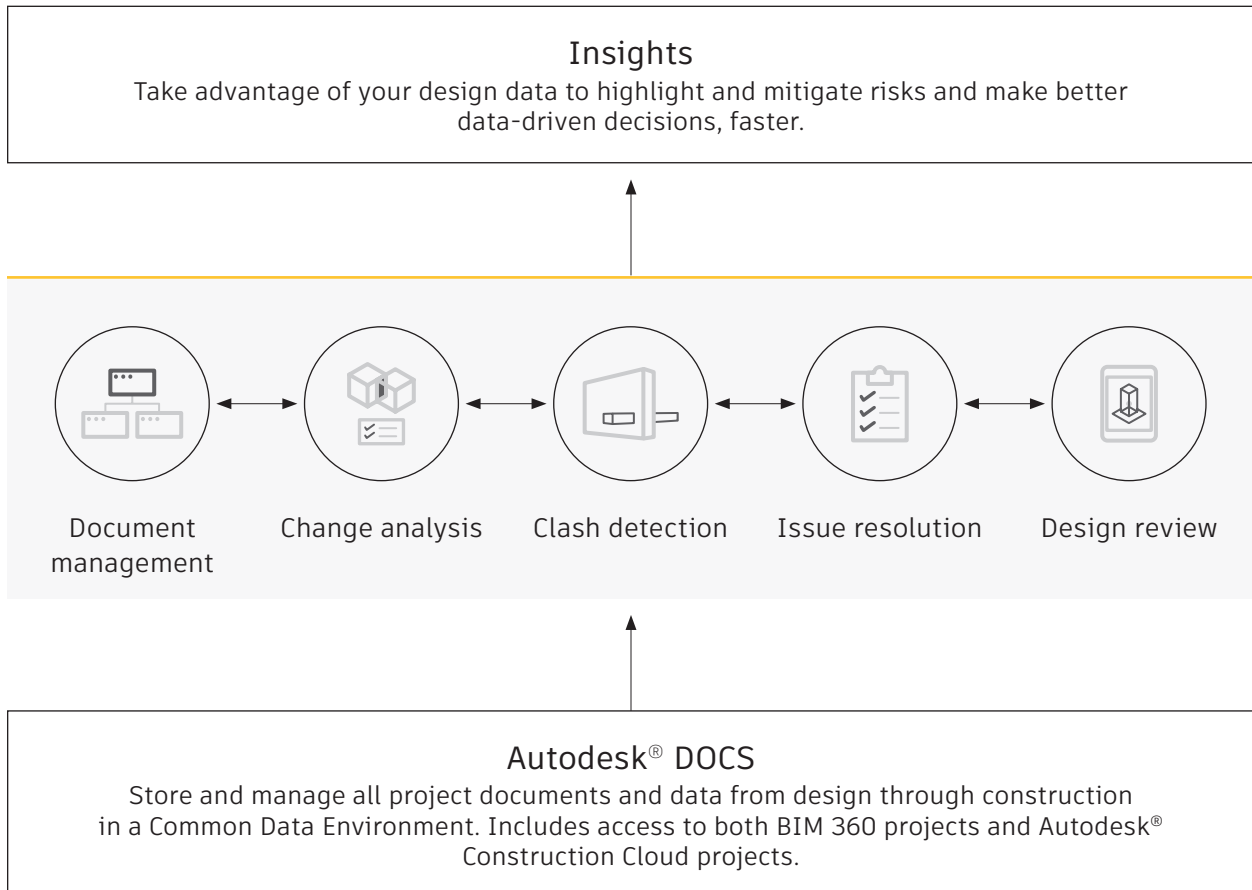 Insights
Take advantage of your design data to highlight and mitigate risks and make better
data-driven decisions, faster.
Document
management
Change analysis
Clash detection
Issue resolution
Design review
Autodesk® DOCS
Store and manage all project documents and data from design through construction
in a Common Data Environment. Includes access to both BIM 360 projects and Autodesk®
Construction Cloud projects.